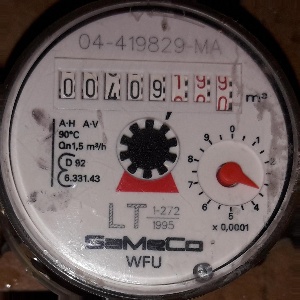 04-419829-MA
m³
A-H A-V
90°C
Qn1,5 m³/h
D 92
6.331.43
9 0 1
8 2
7 3
6 5 4
x 0,0001
LT 1-272
1995
GaMeCo
WFU